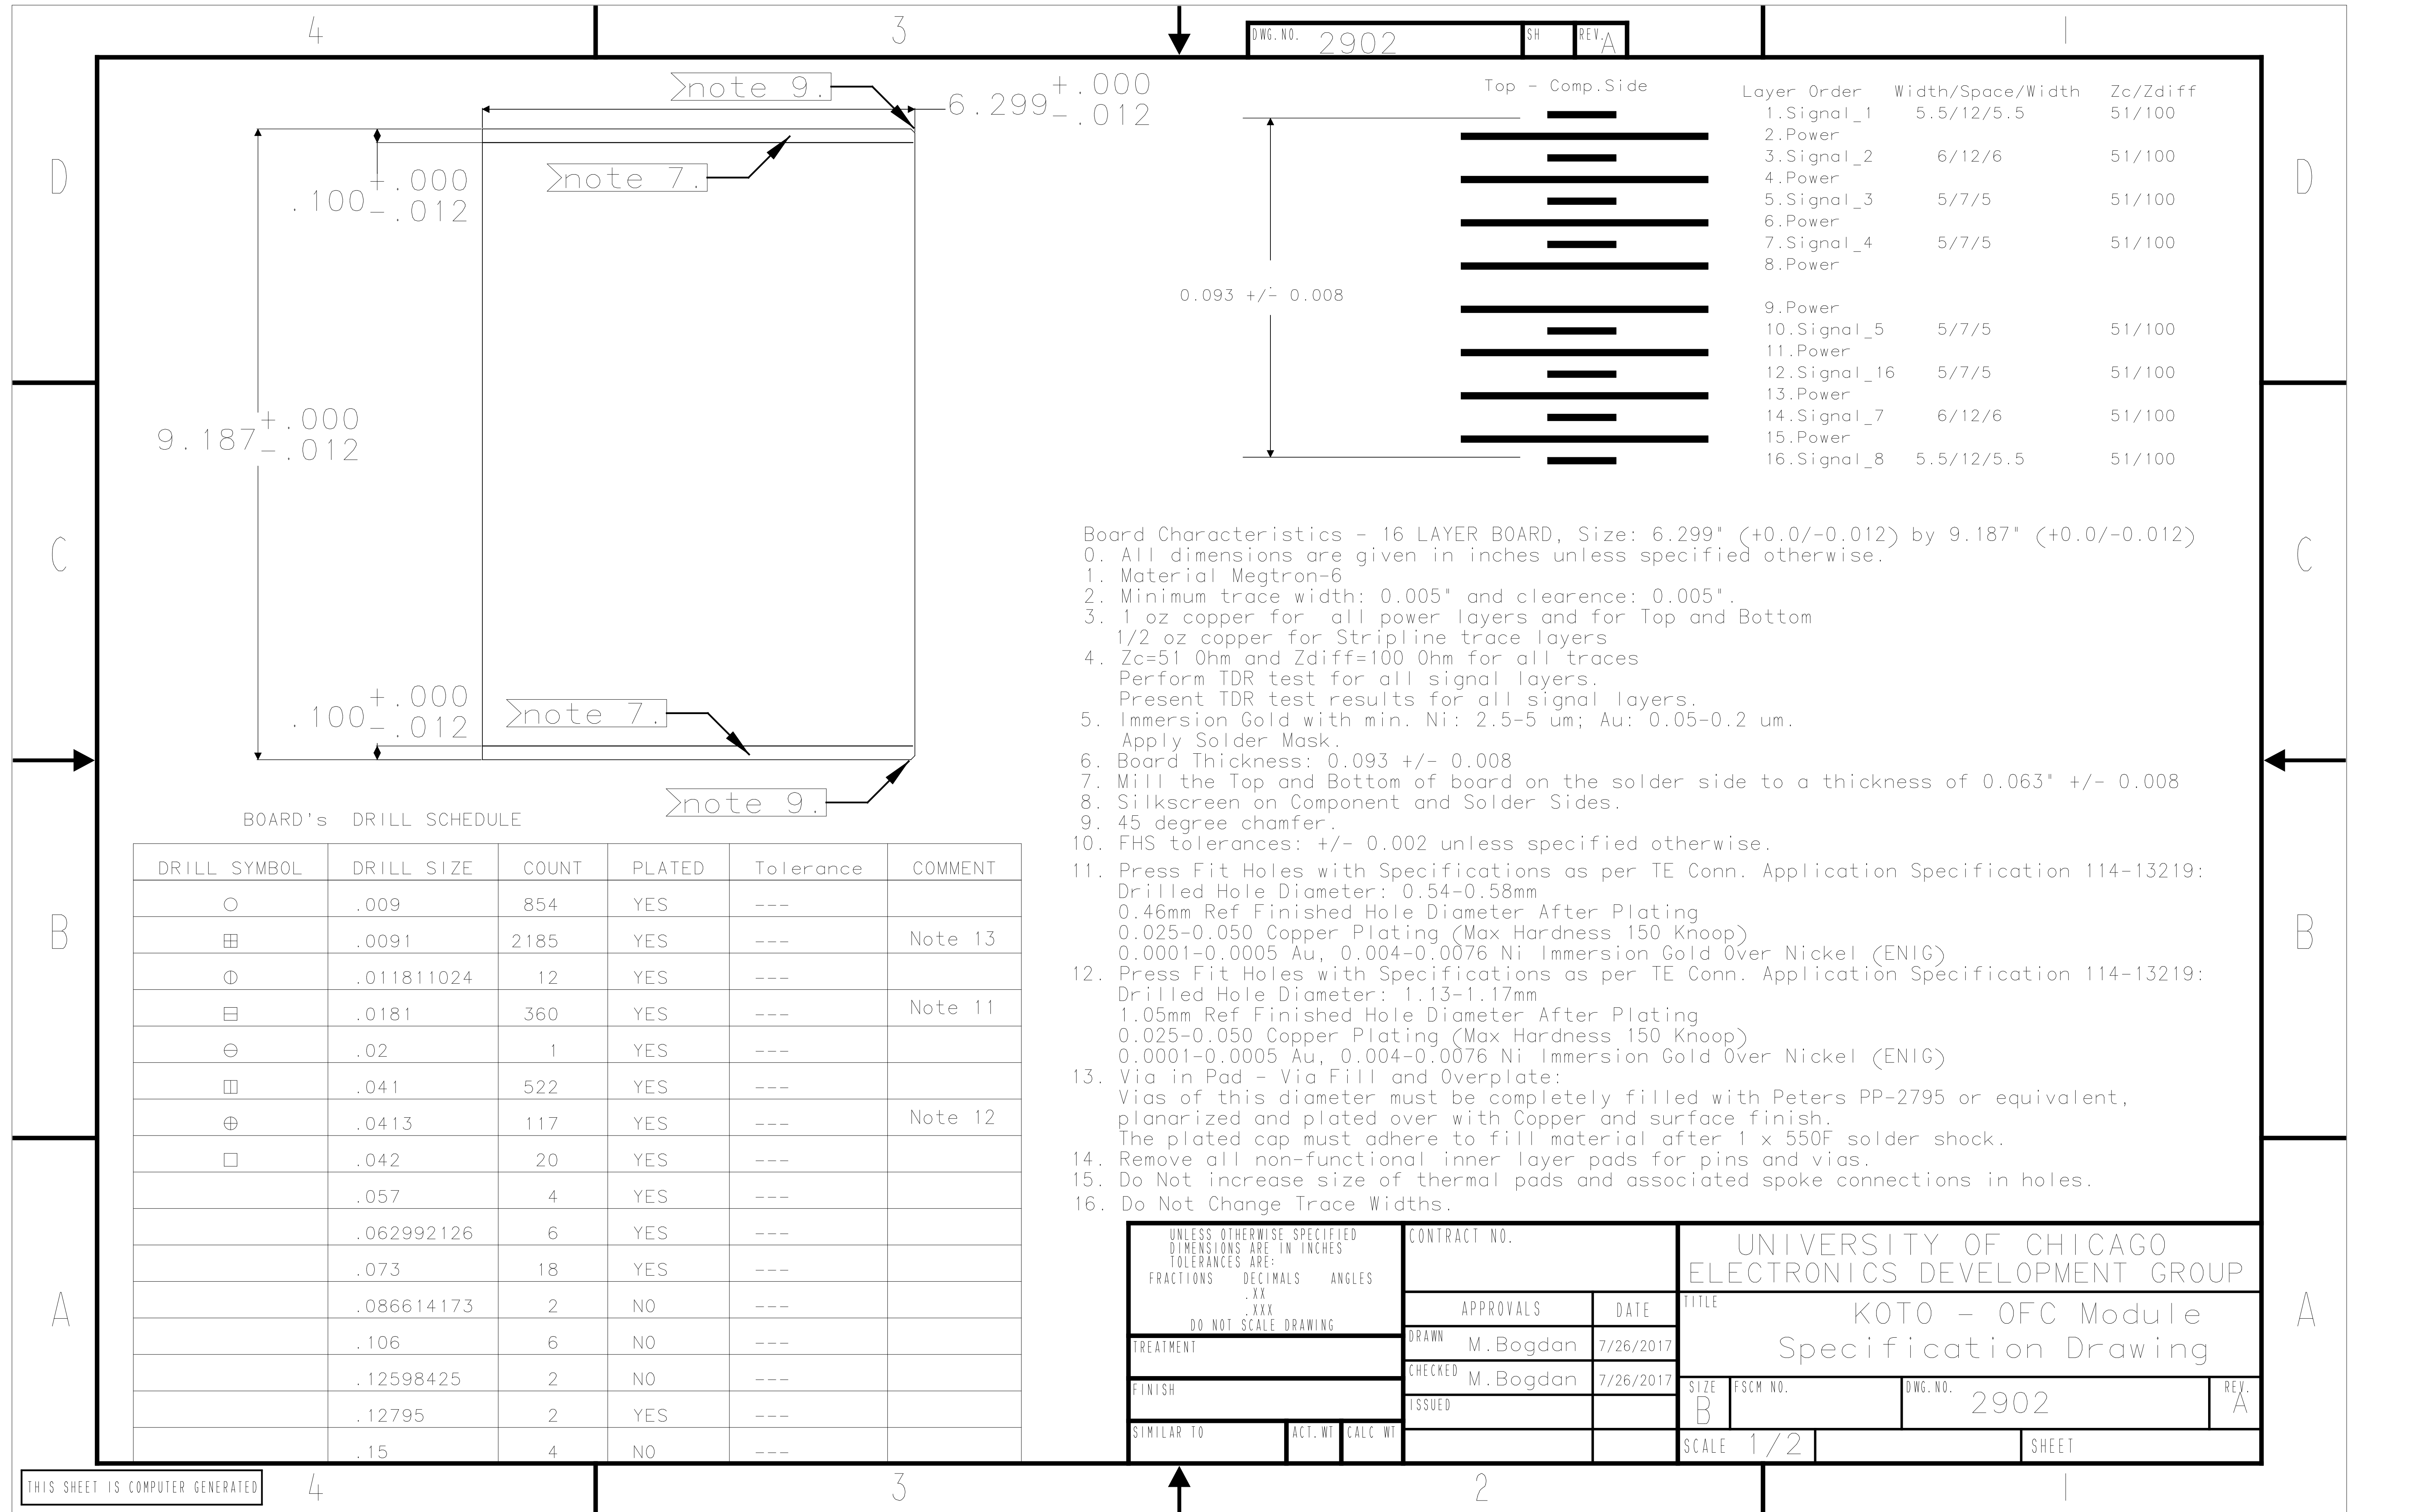 4
3
DWG. NO. 2902
SH
REV. A
1
D
C
B
A
note 9.
6.299 +.000 -.012
note 7.
.100 +.000 -.012
9.187 +.000 -.012
.100 +.000 -.012
note 7.
note 9.
Top - Comp.Side
0.093 +/- 0.008
Layer Order Width/Space/Width Zc/Zdiff
1.Signal_1 5.5/12/5.5 51/100
2.Power
3.Signal_2 6/12/6 51/100
4.Power
5.Signal_3 5/7/5 51/100
6.Power
7.Signal_4 5/7/5 51/100
8.Power
9.Power
10.Signal_5 5/7/5 51/100
11.Power
12.Signal_16 5/7/5 51/100
13.Power
14.Signal_7 6/12/6 51/100
15.Power
16.Signal_8 5.5/12/5.5 51/100
D
C
B
A
Board Characteristics - 16 LAYER BOARD, Size: 6.299" (+0.0/-0.012) by 9.187" (+0.0/-0.012)
0. All dimensions are given in inches unless specified otherwise.
1. Material Megtron-6
2. Minimum trace width: 0.005" and clearence: 0.005".
3. 1 oz copper for all power layers and for Top and Bottom
1/2 oz copper for Stripline trace layers
4. Zc=51 Ohm and Zdiff=100 Ohm for all traces
Perform TDR test for all signal layers.
Present TDR test results for all signal layers.
5. Immersion Gold with min. Ni: 2.5-5 um; Au: 0.05-0.2 um.
Apply Solder Mask.
6. Board Thickness: 0.093 +/- 0.008
7. Mill the Top and Bottom of board on the solder side to a thickness of 0.063" +/- 0.008
8. Silkscreen on Component and Solder Sides.
9. 45 degree chamfer.
10. FHS tolerances: +/- 0.002 unless specified otherwise.
11. Press Fit Holes with Specifications as per TE Conn. Application Specification 114-13219:
Drilled Hole Diameter: 0.54-0.58mm
0.46mm Ref Finished Hole Diameter After Plating
0.025-0.050 Copper Plating (Max Hardness 150 Knoop)
0.0001-0.0005 Au, 0.004-0.0076 Ni Immersion Gold Over Nickel (ENIG)
12. Press Fit Holes with Specifications as per TE Conn. Application Specification 114-13219:
Drilled Hole Diameter: 1.13-1.17mm
1.05mm Ref Finished Hole Diameter After Plating
0.025-0.050 Copper Plating (Max Hardness 150 Knoop)
0.0001-0.0005 Au, 0.004-0.0076 Ni Immersion Gold Over Nickel (ENIG)
13. Via in Pad - Via Fill and Overplate:
Vias of this diameter must be completely filled with Peters PP-2795 or equivalent,
planarized and plated over with Copper and surface finish.
The plated cap must adhere to fill material after 1 x 550F solder shock.
14. Remove all non-functional inner layer pads for pins and vias.
15. Do Not increase size of thermal pads and associated spoke connections in holes.
16. Do Not Change Trace Widths.
BOARD's DRILL SCHEDULE
DRILL SYMBOL DRILL SIZE COUNT PLATED Tolerance COMMENT
.009 854 YES ---
.0091 2185 YES --- Note 13
.011811024 12 YES ---
.0181 360 YES --- Note 11
.02 1 YES ---
.041 522 YES ---
.0413 117 YES --- Note 12
.042 20 YES ---
.057 4 YES ---
.062992126 6 YES ---
.073 18 YES ---
.086614173 2 NO ---
.106 6 NO ---
.12598425 2 NO ---
.12795 2 YES ---
.15 4 NO ---
UNLESS OTHERWISE SPECIFIED
DIMENSIONS ARE IN INCHES
TOLERANCES ARE:
FRACTIONS DECIMALS ANGLES
.XX
.XXX
DO NOT SCALE DRAWING
TREATMENT
FINISH
SIMILAR TO
ACT. WT
CALC WT
CONTRACT NO.
APPROVALS DATE
DRAWN M.Bogdan 7/26/2017
CHECKED M.Bogdan 7/26/2017
ISSUED
UNIVERSITY OF CHICAGO
ELECTRONICS DEVELOPMENT GROUP
TITLE
KOTO - OFC Module
Specification Drawing
SIZE B
FSCM NO.
DWG. NO. 2902
REV. A
SCALE 1/2
SHEET
THIS SHEET IS COMPUTER GENERATED
4
3
2
1